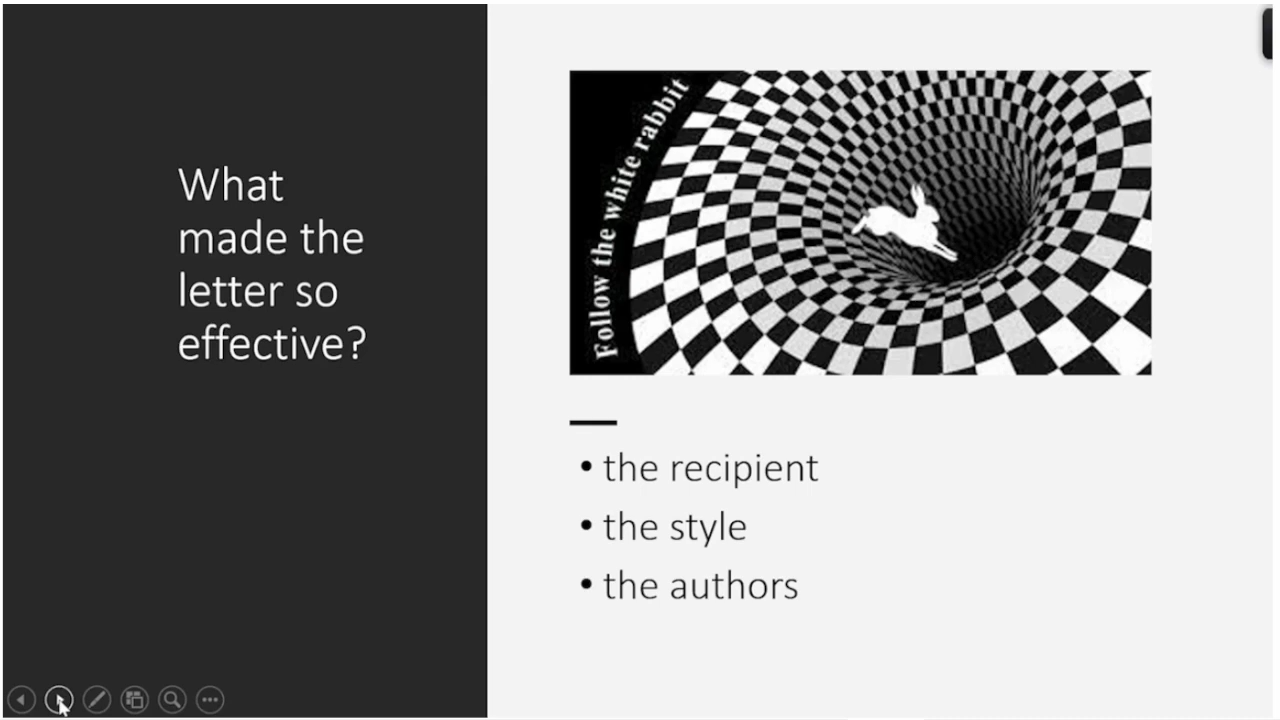 What
made the
letter so
effective?
Follow the white rabbit
• the recipient
• the style
• the authors